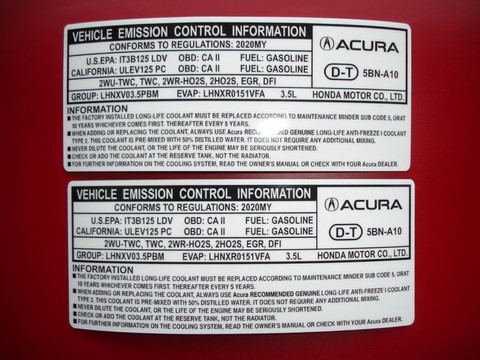 VEHICLE EMISSION CONTROL INFORMATION
CONFORMS TO REGULATIONS: 2020MY
U.S.EPA: IT3B125 LDV OBD: CA II FUEL: GASOLINE
CALIFORNIA: ULEV125 PC OBD: CA II FUEL: GASOLINE
2WU-TWC, TWC, 2WR-HO2S, 2HO2S, EGR, DFI
GROUP: LHNXV03.5PBM EVAP: LHNXR0151VFA 3.5L
ACURA
D-T 5BN-A10
HONDA MOTOR CO., LTD.
INFORMATION
■ THE FACTORY INSTALLED LONG-LIFE COOLANT MUST BE REPLACED ACCORDING TO MAINTENANCE MINDER SUB CODE 5, OR AT
10 YEARS WHICHEVER COMES FIRST. THEREAFTER EVERY 5 YEARS.
■ WHEN ADDING OR REPLACING THE COOLANT, ALWAYS USE Acura RECOMMENDED GENUINE LONG-LIFE ANTI-FREEZE / COOLANT
TYPE 2. THIS COOLANT IS PRE-MIXED WITH 50% DISTILLED WATER. IT DOES NOT REQUIRE ANY ADDITIONAL MIXING.
■ NEVER DILUTE THE COOLANT, OR THE LIFE OF THE ENGINE MAY BE SERIOUSLY SHORTENED.
■ CHECK OR ADD THE COOLANT AT THE RESERVE TANK, NOT THE RADIATOR.
■ FOR FURTHER INFORMATION ON THE COOLING SYSTEM, READ THE OWNER'S MANUAL OR CHECK WITH YOUR Acura DEALER.
VEHICLE EMISSION CONTROL INFORMATION
CONFORMS TO REGULATIONS: 2020MY
U.S.EPA: IT3B125 LDV OBD: CA II FUEL: GASOLINE
CALIFORNIA: ULEV125 PC OBD: CA II FUEL: GASOLINE
2WU-TWC, TWC, 2WR-HO2S, 2HO2S, EGR, DFI
GROUP: LHNXV03.5PBM EVAP: LHNXR0151VFA 3.5L
ACURA
D-T 5BN-A10
HONDA MOTOR CO., LTD.
INFORMATION
■ THE FACTORY INSTALLED LONG-LIFE COOLANT MUST BE REPLACED ACCORDING TO MAINTENANCE MINDER SUB CODE 5, OR AT
10 YEARS WHICHEVER COMES FIRST. THEREAFTER EVERY 5 YEARS.
■ WHEN ADDING OR REPLACING THE COOLANT, ALWAYS USE Acura RECOMMENDED GENUINE LONG-LIFE ANTI-FREEZE / COOLANT
TYPE 2. THIS COOLANT IS PRE-MIXED WITH 50% DISTILLED WATER. IT DOES NOT REQUIRE ANY ADDITIONAL MIXING.
■ NEVER DILUTE THE COOLANT, OR THE LIFE OF THE ENGINE MAY BE SERIOUSLY SHORTENED.
■ CHECK OR ADD THE COOLANT AT THE RESERVE TANK, NOT THE RADIATOR.
■ FOR FURTHER INFORMATION ON THE COOLING SYSTEM, READ THE OWNER'S MANUAL OR CHECK WITH YOUR Acura DEALER.